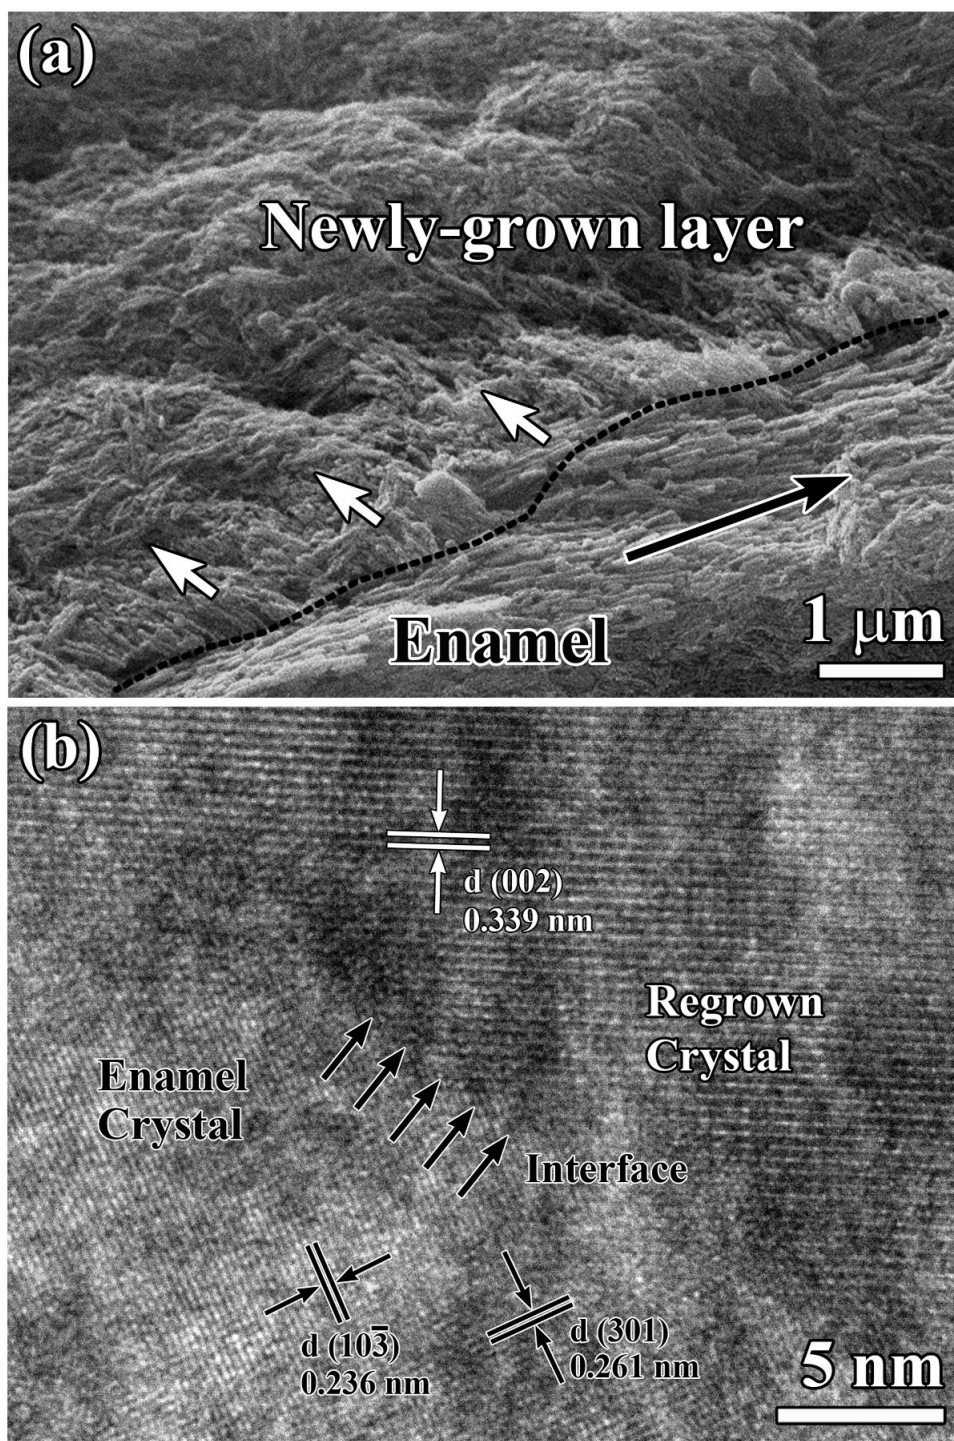 (a)
Newly-grown layer
Enamel
1 μm
(b)
d (002)
0.339 nm
Regrown
Crystal
Enamel
Crystal
Interface
d (103̅)
0.236 nm
d (301)
0.261 nm
5 nm